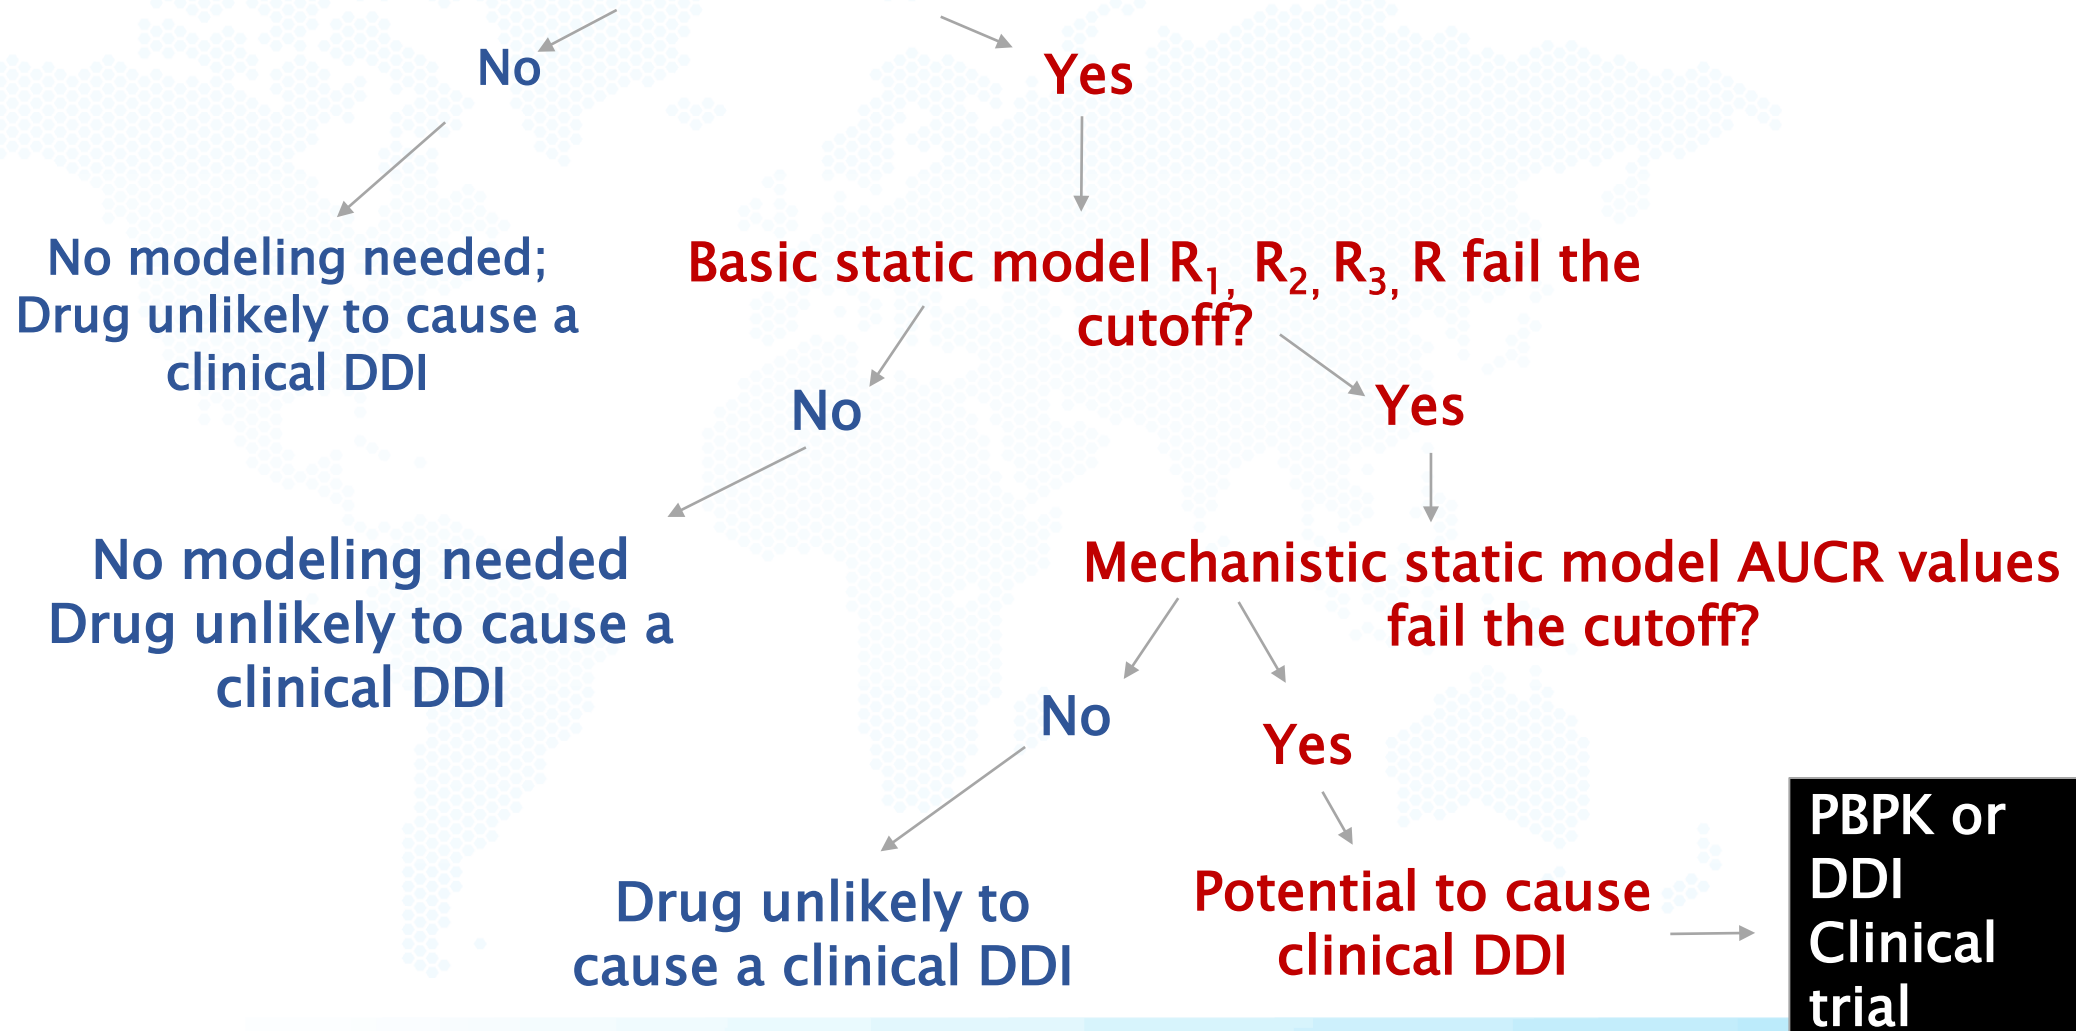 No
Yes
No modeling needed;
Drug unlikely to cause a
clinical DDI
Basic static model R1, R2, R3, R fail the
cutoff?
No
Yes
No modeling needed
Drug unlikely to cause a
clinical DDI
Mechanistic static model AUCR values
fail the cutoff?
No
Yes
Drug unlikely to
cause a clinical DDI
Potential to cause
clinical DDI
PBPK or
DDI
Clinical
trial